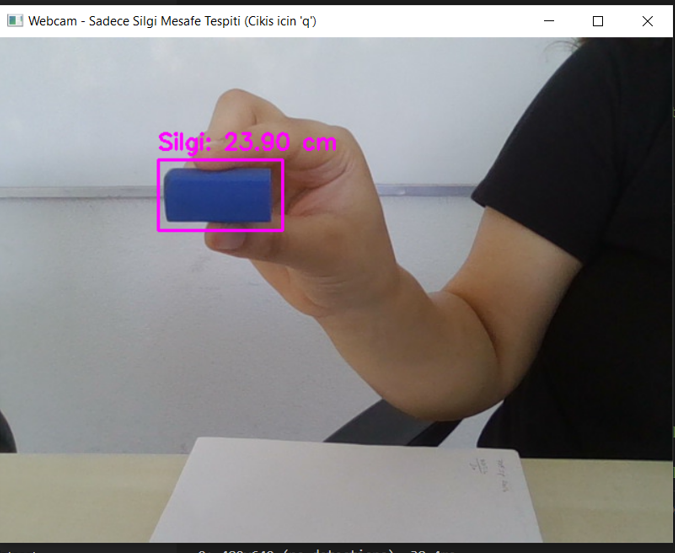 Webcam - Sadece Silgi Mesafe Tespiti (Cikis icin 'q')
Silgi: 23.90 cm